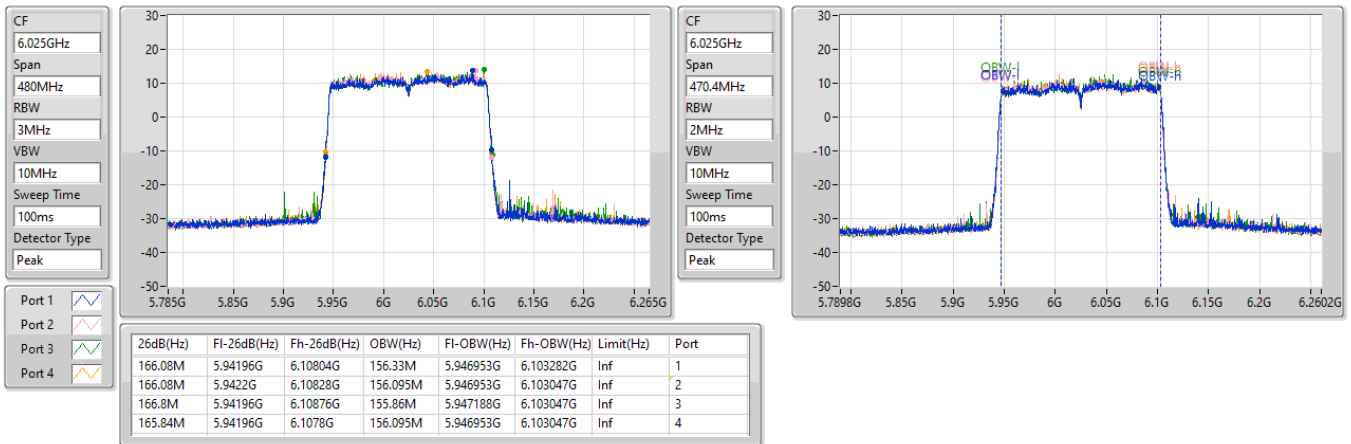 CF
6.025GHz
Span
480MHz
RBW
3MHz
VBW
10MHz
Sweep Time
100ms
Detector Type
Peak
30
20
10
0
-10
-20
-30
-40
-50
5.785G 5.85G 5.9G 5.95G 6G 6.05G 6.1G 6.15G 6.2G 6.265G
CF
6.025GHz
Span
470.4MHz
RBW
2MHz
VBW
10MHz
Sweep Time
100ms
Detector Type
Peak
30
20
10
0
-10
-20
-30
-40
-50
OBW-l
OBW-h
5.7898G 5.85G 5.9G 5.95G 6G 6.05G 6.1G 6.15G 6.2G 6.2602G
Port 1
Port 2
Port 3
Port 4
26dB(Hz) Fl-26dB(Hz) Fh-26dB(Hz) OBW(Hz) Fl-OBW(Hz) Fh-OBW(Hz) Limit(Hz) Port
166.08M 5.94196G 6.10804G 156.33M 5.946953G 6.103282G Inf 1
166.08M 5.9422G 6.10828G 156.095M 5.946953G 6.103047G Inf 2
166.8M 5.94196G 6.10876G 155.86M 5.947188G 6.103047G Inf 3
165.84M 5.94196G 6.1078G 156.095M 5.946953G 6.103047G Inf 4